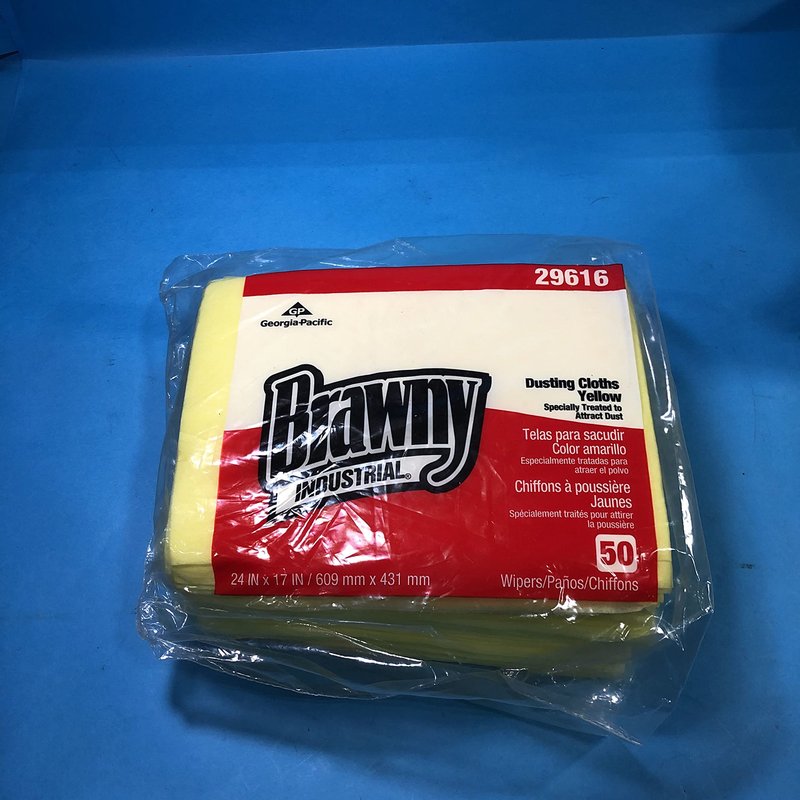 29616
GP
Georgia-Pacific
Brawny
INDUSTRIAL®
Dusting Cloths
Yellow
Specially Treated to
Attract Dust
Telas para sacudir
Color amarillo
Especialmente tratadas para
atraer el polvo
Chiffons à poussière
Jaunes
Spécialement traités pour attirer
la poussière
50
24 IN x 17 IN / 609 mm x 431 mm
Wipers/Paños/Chiffons